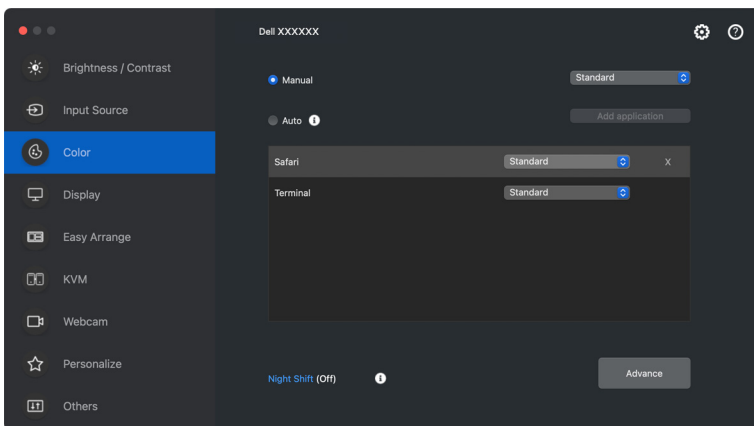 Dell XXXXXX
Brightness / Contrast
Input Source
Color
Display
Easy Arrange
KVM
Webcam
Personalize
Others
Manual
Standard
Auto
Add application
Safari
Standard
X
Terminal
Standard
Night Shift (Off)
Advance